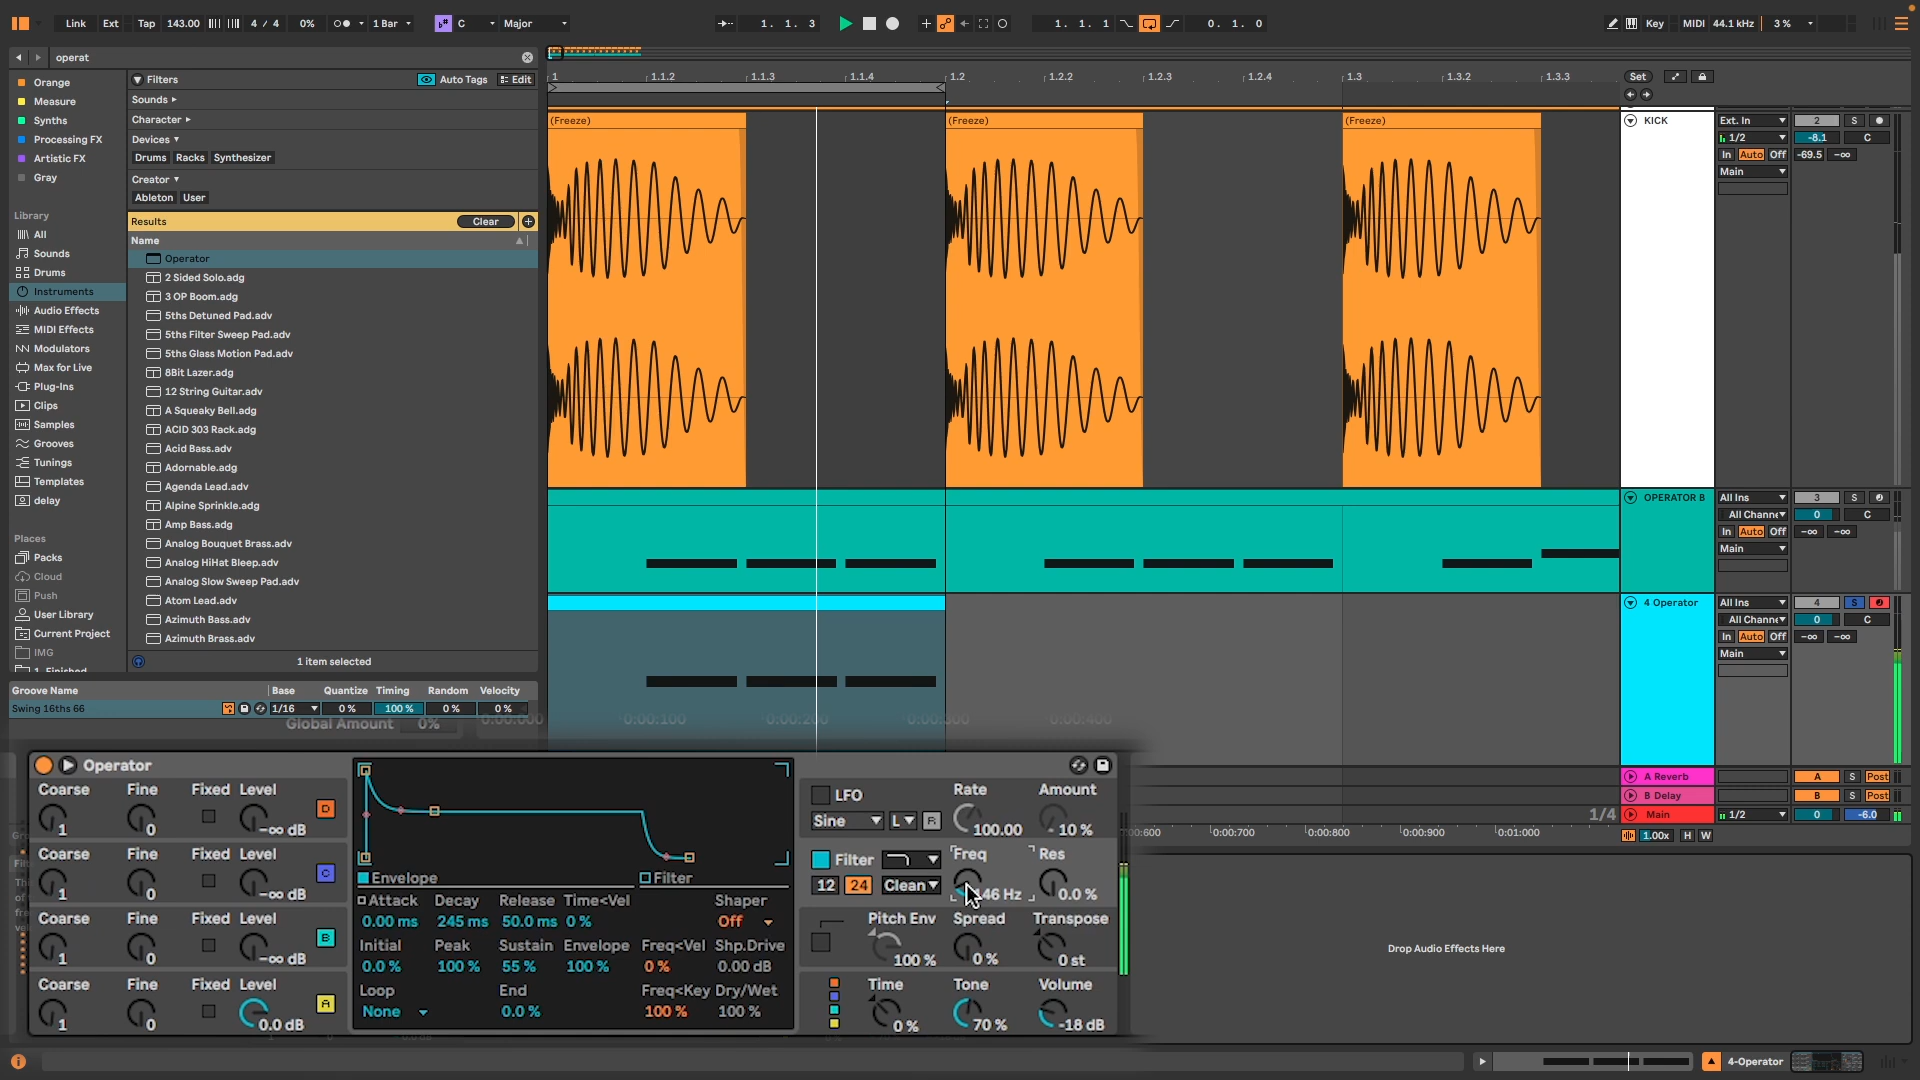 Link Ext Tap 143.00 4 / 4 0% 1 Bar C Major 1. 1. 3 1. 1. 1 0. 1. 0 Key MIDI 44.1 kHz 3 %
operat
Orange
Measure
Synths
Processing FX
Artistic FX
Gray
Library
All
Sounds
Drums
Instruments
Audio Effects
MIDI Effects
Modulators
Max for Live
Plug-Ins
Clips
Samples
Grooves
Tunings
Templates
delay
Places
Packs
Cloud
Push
User Library
Current Project
IMG
1. Finished
Filters Auto Tags Edit
Sounds
Character
Devices
Drums Racks Synthesizer
Creator
Ableton User
Results Clear
Name
Operator
2 Sided Solo.adg
3 OP Boom.adg
5ths Detuned Pad.adv
5ths Filter Sweep Pad.adv
5ths Glass Motion Pad.adv
8Bit Lazer.adg
12 String Guitar.adv
A Squeaky Bell.adg
ACID 303 Rack.adg
Acid Bass.adv
Adornable.adg
Agenda Lead.adv
Alpine Sprinkle.adg
Amp Bass.adg
Analog Bouquet Brass.adv
Analog HiHat Bleep.adv
Analog Slow Sweep Pad.adv
Atom Lead.adv
Azimuth Bass.adv
Azimuth Brass.adv
1 item selected
Groove Name Base Quantize Timing Random Velocity
Swing 16ths 66 1/16 0 % 100 % 0 % 0 %
Global Amount 0%
1 1.1.2 1.1.3 1.1.4 1.2 1.2.2 1.2.3 1.2.4 1.3 1.3.2 1.3.3 Set
(Freeze) (Freeze) (Freeze)
KICK Ext. In 2 S
1/2 -8.1 C
In Auto Off -69.5 -∞
Main
OPERATOR B All Ins 3 S
All Channe 0 C
In Auto Off -∞ -∞
Main
4 Operator All Ins 4 S
All Channe 0 C
In Auto Off -∞ -∞
Main
0:00:000 0:00:100 0:00:200 0:00:300 0:00:400
A Reverb A S Post
B Delay B S Post
1/4 Main 1/2 0 -6.0
:00:600 0:00:700 0:00:800 0:00:900 0:01:000 1.00x H W
Operator
Coarse Fine Fixed Level
1 0 -∞ dB D
Coarse Fine Fixed Level
1 0 -∞ dB C
Coarse Fine Fixed Level
1 0 -∞ dB B
Coarse Fine Fixed Level
1 0 0.0 dB A
Envelope Filter
Attack Decay Release Time<Vel Shaper
0.00 ms 245 ms 50.0 ms 0 % Off
Initial Peak Sustain Envelope Freq<Vel Shp.Drive
0.0 % 100 % 55 % 100 % 0 % 0.00 dB
Loop End Freq<Key Dry/Wet
None 0.0 % 100 % 100 %
LFO Rate Amount
Sine L R 100.00 10 %
Filter Freq Res
12 24 Clean 146 Hz 0.0 %
Pitch Env Spread Transpose
100 % 0 % 0 st
Time Tone Volume
0 % 70 % -18 dB
Drop Audio Effects Here
4-Operator